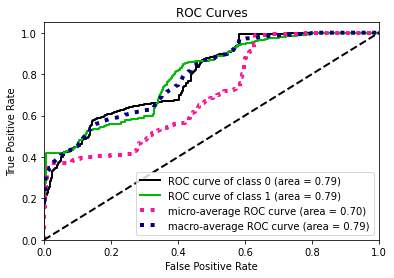 ROC Curves
True Positive Rate
1.0
0.8
0.6
0.4
0.2
0.0
ROC curve of class 0 (area = 0.79)
ROC curve of class 1 (area = 0.79)
micro-average ROC curve (area = 0.70)
macro-average ROC curve (area = 0.79)
0.0 0.2 0.4 0.6 0.8 1.0
False Positive Rate